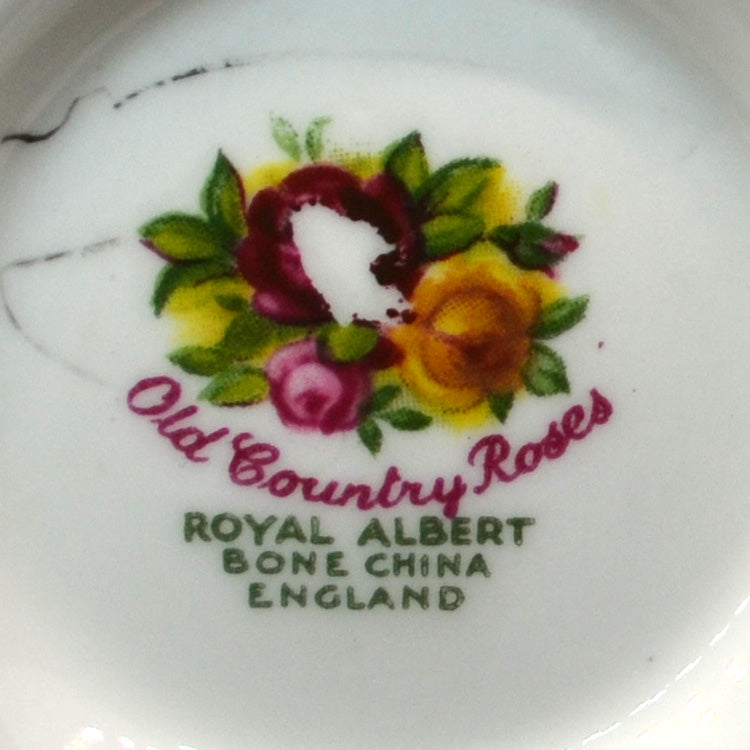 Old Country Roses
ROYAL ALBERT
BONE CHINA
ENGLAND